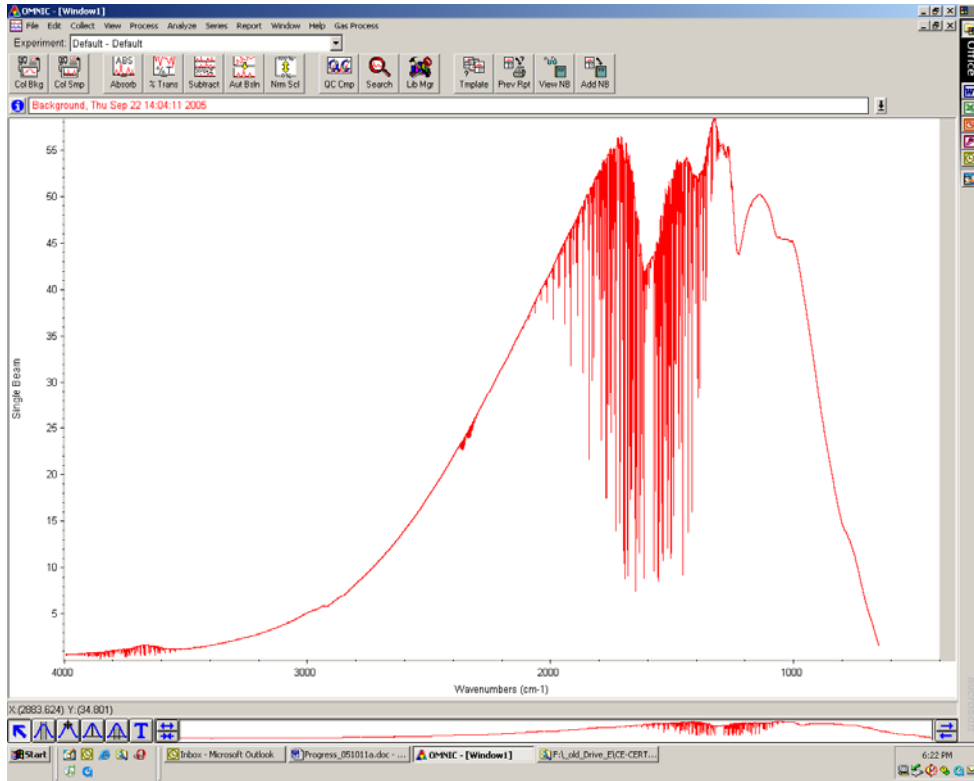 OMNIC - [Window1]
File Edit Collect View Process Analyze Series Report Window Help Gas Process
Experiment: Default - Default
Col Bkg Col Smp Absorb % Trans Subtract Aut Bsln Nrm Scl QC Cmp Search Lib Mgr Tmplate Prev Rpt View NB Add NB
ABS
Office
Background, Thu Sep 22 14:04:11 2005
55
50
45
40
35
30
25
20
15
10
5
Single Beam
4000 3000 2000 1000
Wavenumbers (cm-1)
X:(2883.624) Y:(34.801)
Start Inbox - Microsoft Outlook Progress_051011a.doc - ... OMNIC - [Window1] F:\_old_Drive_E\CE-CERT... 6:22 PM